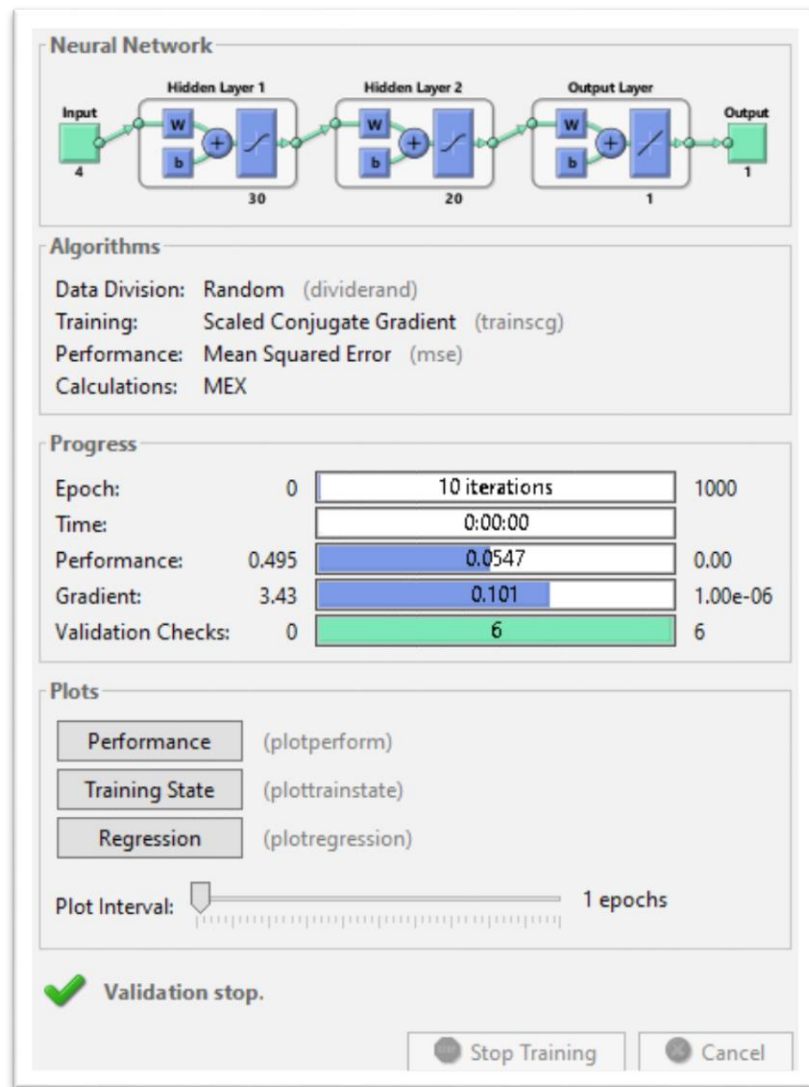 Neural Network
Hidden Layer 1 Hidden Layer 2 Output Layer
Input Output
W W W
b b b
4 30 20 1 1
Algorithms
Data Division: Random (dividerand)
Training: Scaled Conjugate Gradient (trainscg)
Performance: Mean Squared Error (mse)
Calculations: MEX
Progress
Epoch: 0 10 iterations 1000
Time: 0:00:00
Performance: 0.495 0.0547 0.00
Gradient: 3.43 0.101 1.00e-06
Validation Checks: 0 6 6
Plots
Performance (plotperform)
Training State (plottrainstate)
Regression (plotregression)
Plot Interval: 1 epochs
Validation stop.
Stop Training Cancel